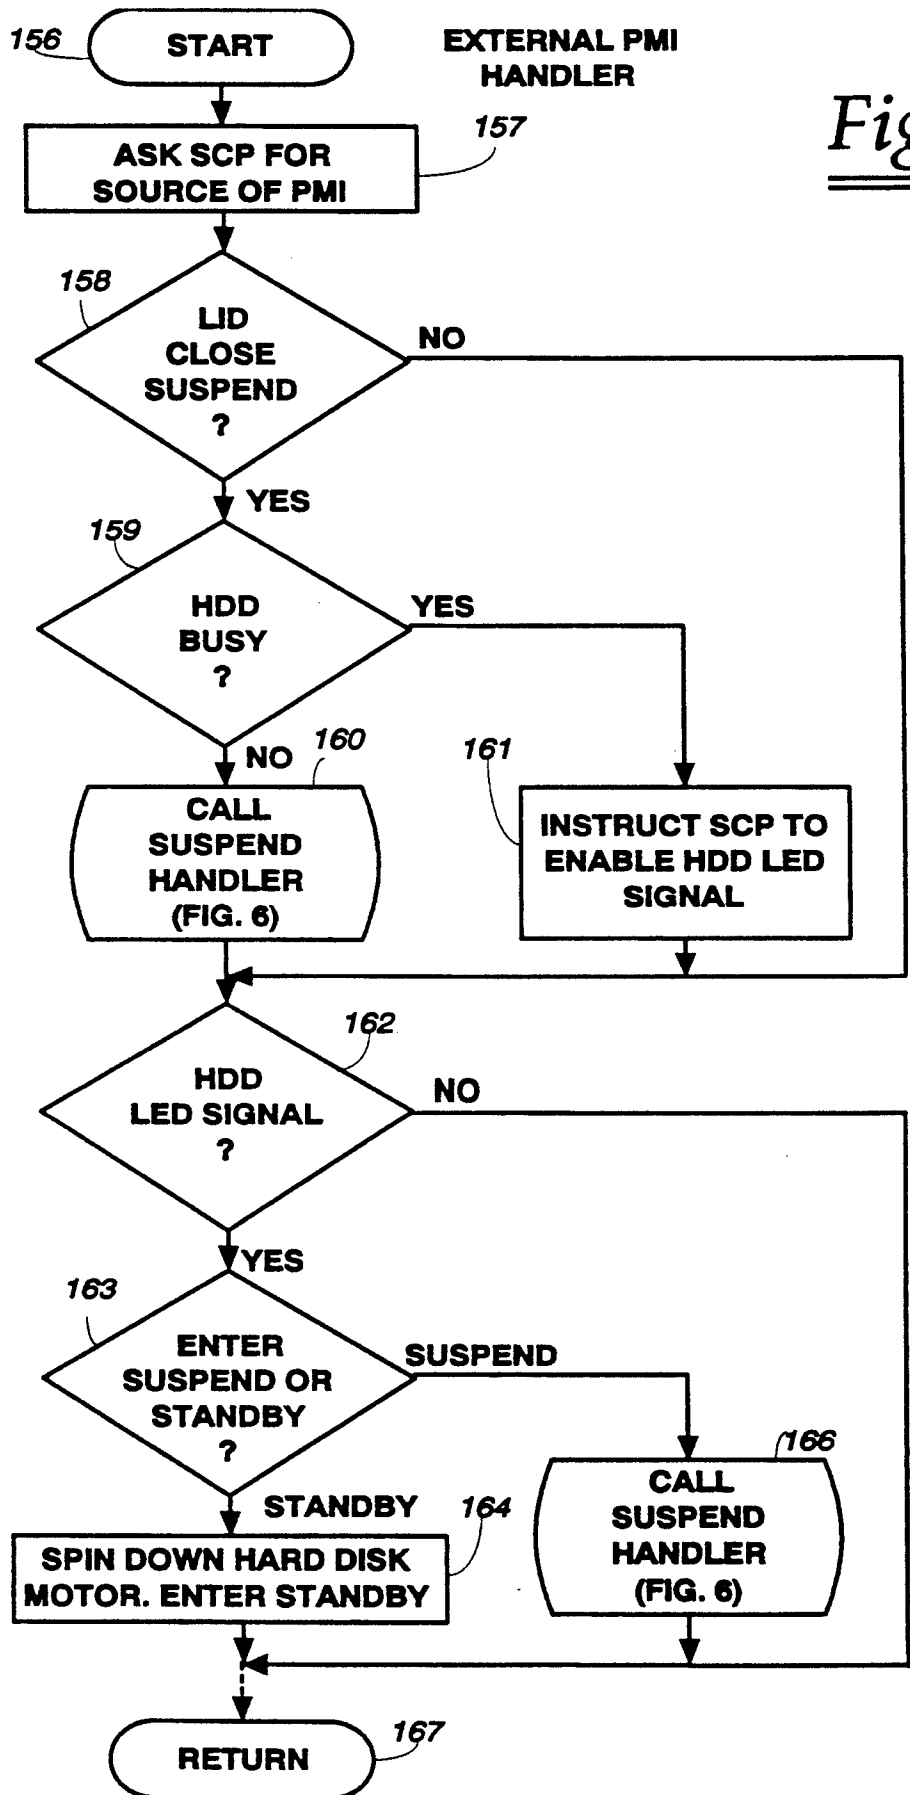 156
START
EXTERNAL PMI
HANDLER
Fig
157
ASK SCP FOR
SOURCE OF PMI
158
LID
CLOSE
SUSPEND
?
NO
YES
159
HDD
BUSY
?
YES
NO
160
161
CALL
SUSPEND
HANDLER
(FIG. 6)
INSTRUCT SCP TO
ENABLE HDD LED
SIGNAL
162
HDD
LED SIGNAL
?
NO
YES
163
ENTER
SUSPEND OR
STANDBY
?
SUSPEND
166
STANDBY
164
CALL
SUSPEND
HANDLER
(FIG. 6)
SPIN DOWN HARD DISK
MOTOR. ENTER STANDBY
RETURN
167